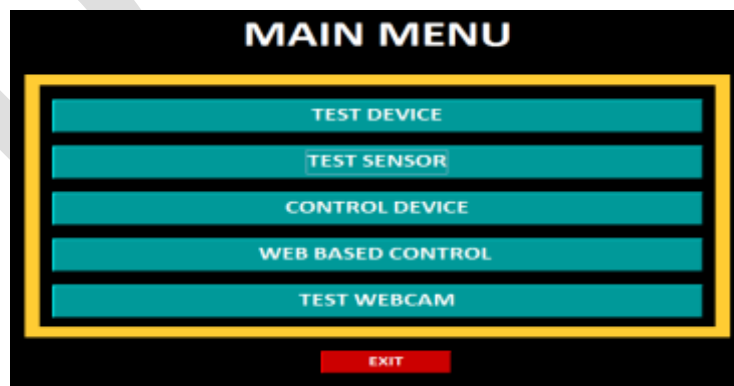 MAIN MENU
TEST DEVICE
TEST SENSOR
CONTROL DEVICE
WEB BASED CONTROL
TEST WEBCAM
EXIT